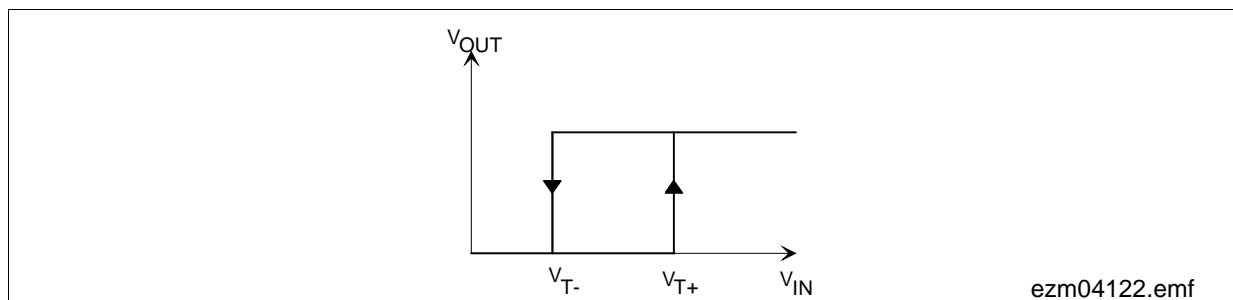 VOUT
VT-
VT+
VIN
ezm04122.emf